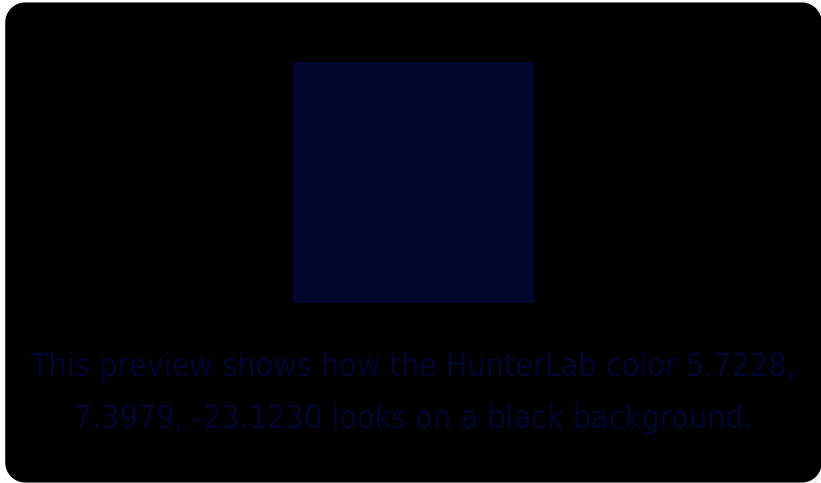 This preview shows how the HunterLab color 5.7228,
7.3979, -23.1230 looks on a black background.